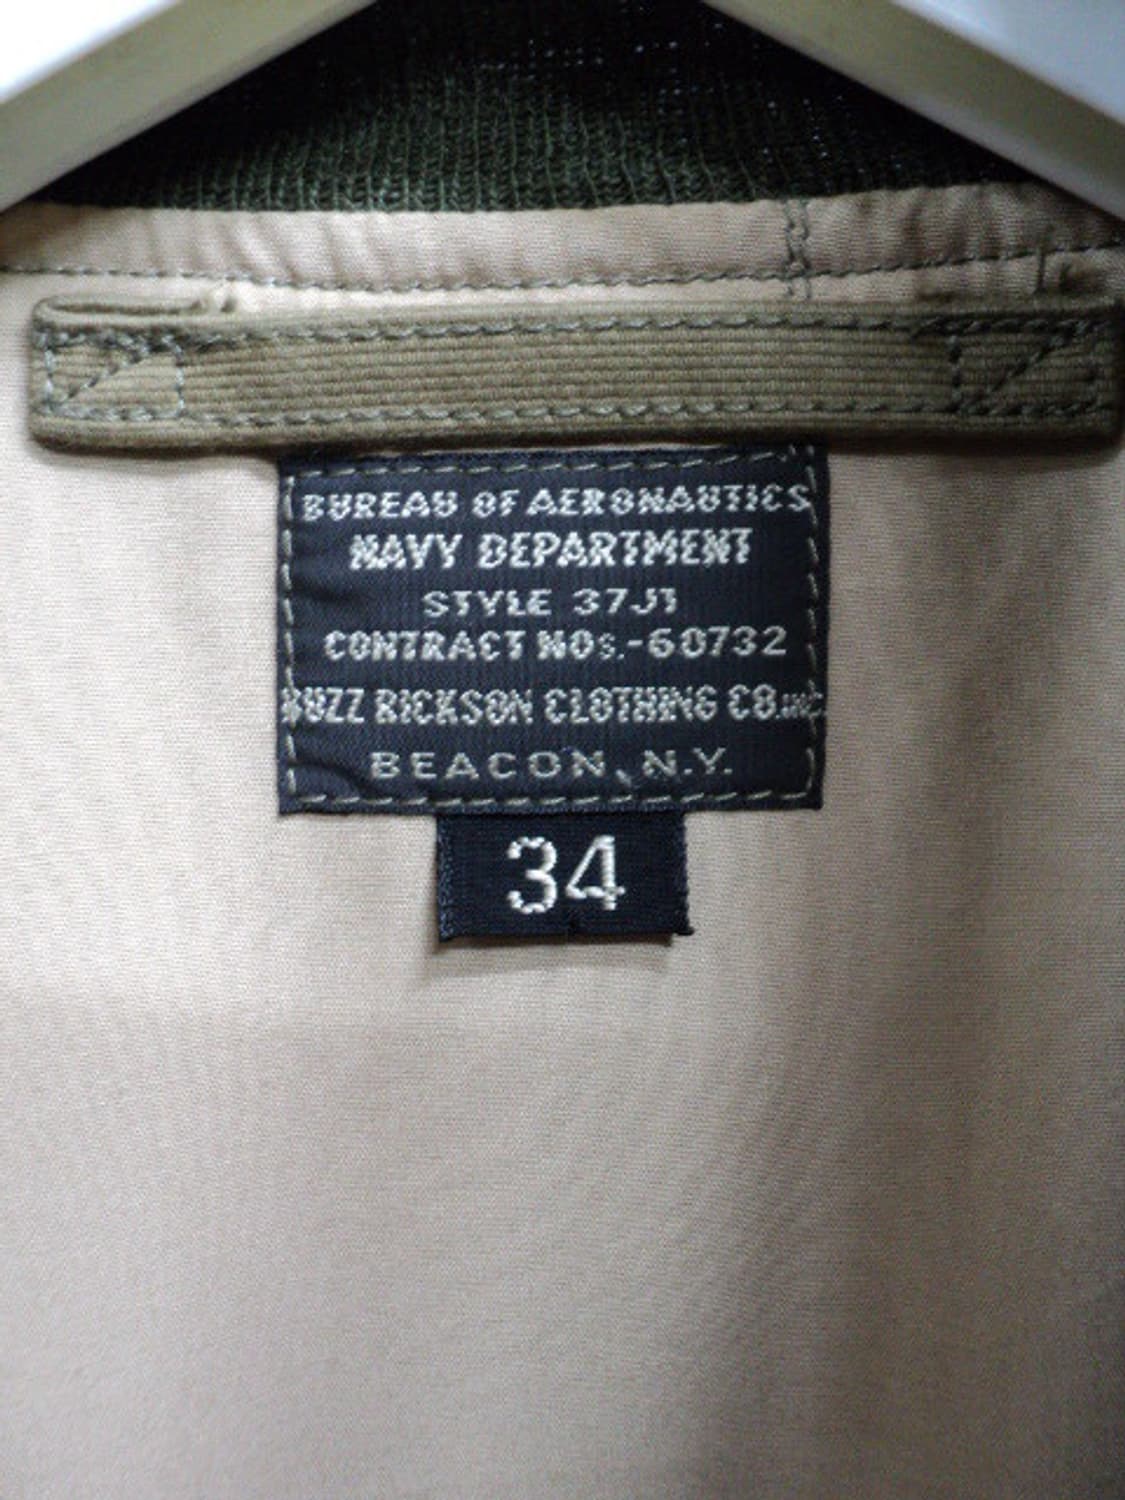 BUREAU OF AERONAUTICS
NAVY DEPARTMENT
STYLE 37J1
CONTRACT NOs.-60732
BUZZ RICKSON CLOTHING CO.INC
BEACON, N.Y.
34